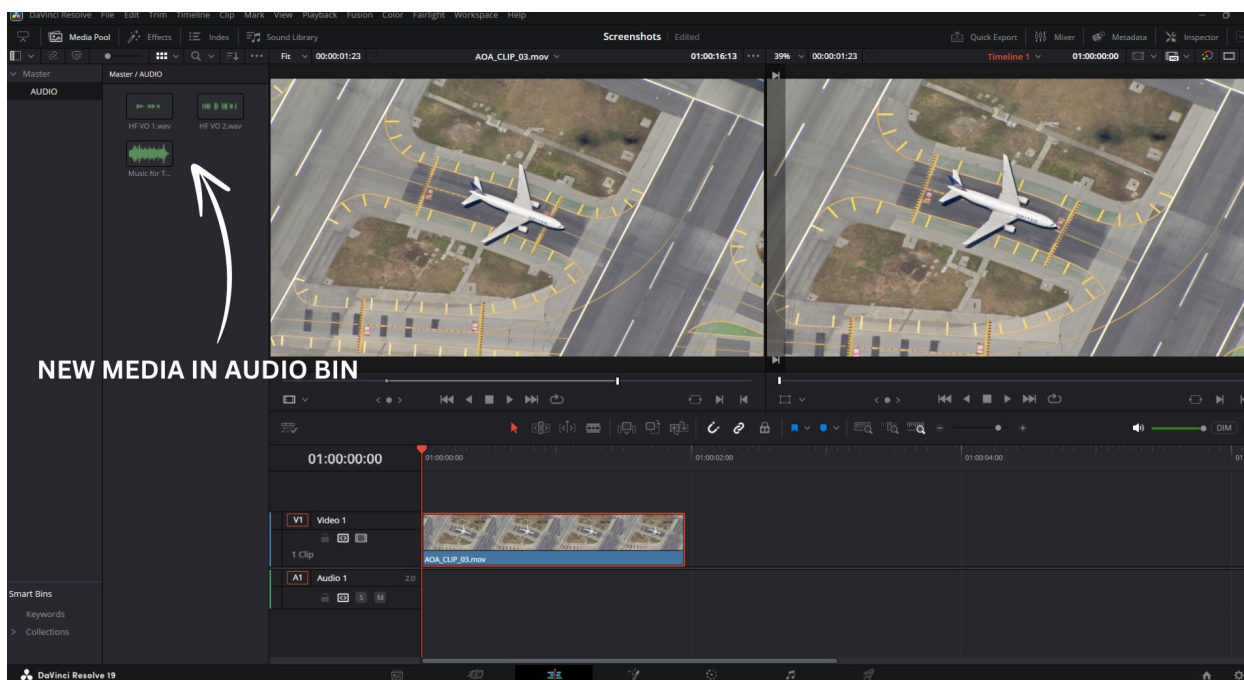 DaVinci Resolve File Edit Trim Timeline Clip Mark View Playback Fusion Color Fairlight Workspace Help
Media Pool Effects Index Sound Library Screenshots Edited Quick Export Mixer Metadata Inspector
Fit 00:00:01:23 AOA_CLIP_03.mov 01:00:16:13 39% 00:00:01:23 Timeline 1 01:00:00:00
Master Master / AUDIO
AUDIO
HF VO 1.wav HF VO 2.wav
Music for T...
UNITED UNITED
NEW MEDIA IN AUDIO BIN
DIM
01:00:00:00 01:00:00:00 01:00:02:00 01:00:04:00 01
V1 Video 1
1 Clip
AOA_CLIP_03.mov
A1 Audio 1 2.0
S M
Smart Bins
Keywords
Collections
DaVinci Resolve 19